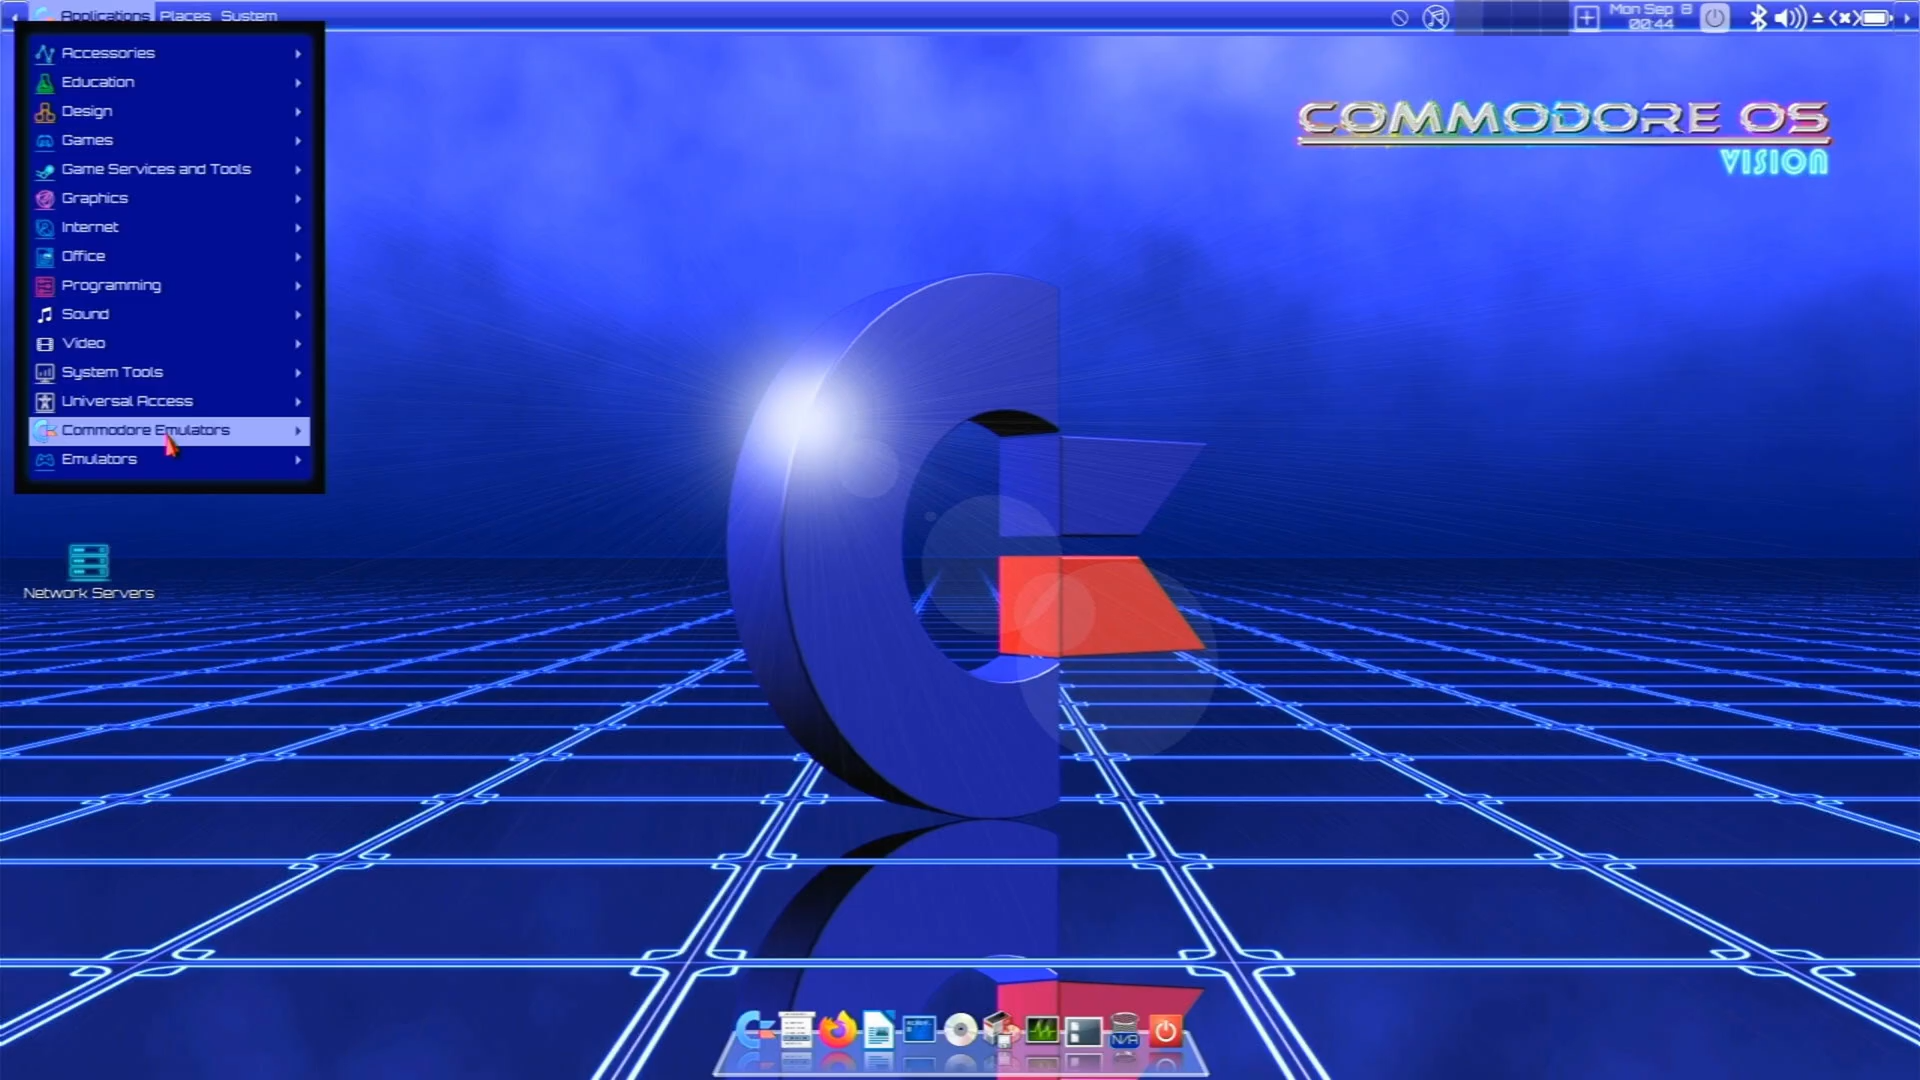 Applications Places System
Mon Sep 8
00:44
Accessories
Education
Design
Games
Game Services and Tools
Graphics
Internet
Office
Programming
Sound
Video
System Tools
Universal Access
Commodore Emulators
Emulators
COMMODORE OS
VISION
Network Servers
N/A